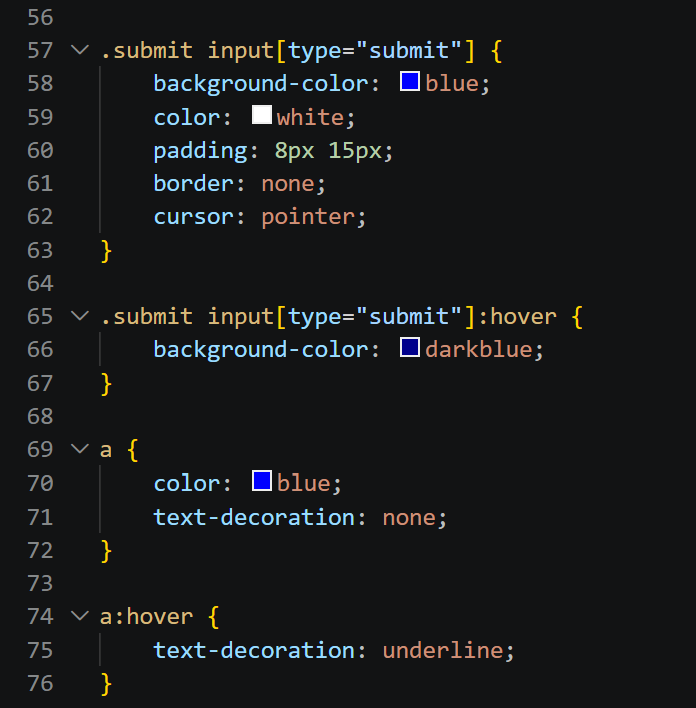 56
57 .submit input[type="submit"] {
58     background-color: blue;
59     color: white;
60     padding: 8px 15px;
61     border: none;
62     cursor: pointer;
63 }
64
65 .submit input[type="submit"]:hover {
66     background-color: darkblue;
67 }
68
69 a {
70     color: blue;
71     text-decoration: none;
72 }
73
74 a:hover {
75     text-decoration: underline;
76 }